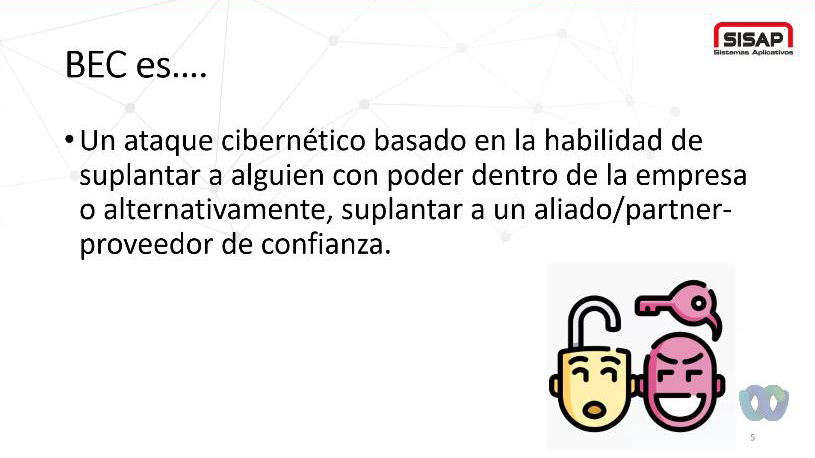 SISAP
Sistemas Aplicativos
BEC es….
• Un ataque cibernético basado en la habilidad de
suplantar a alguien con poder dentro de la empresa
o alternativamente, suplantar a un aliado/partner-
proveedor de confianza.
5